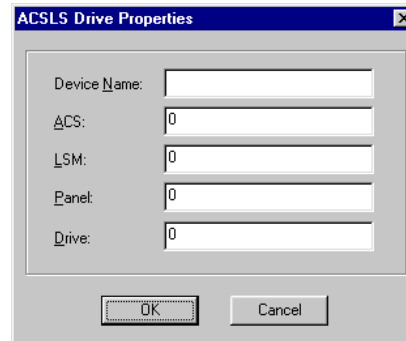 ACSLS Drive Properties
Device Name:
ACS: 0
LSM: 0
Panel: 0
Drive: 0
OK Cancel